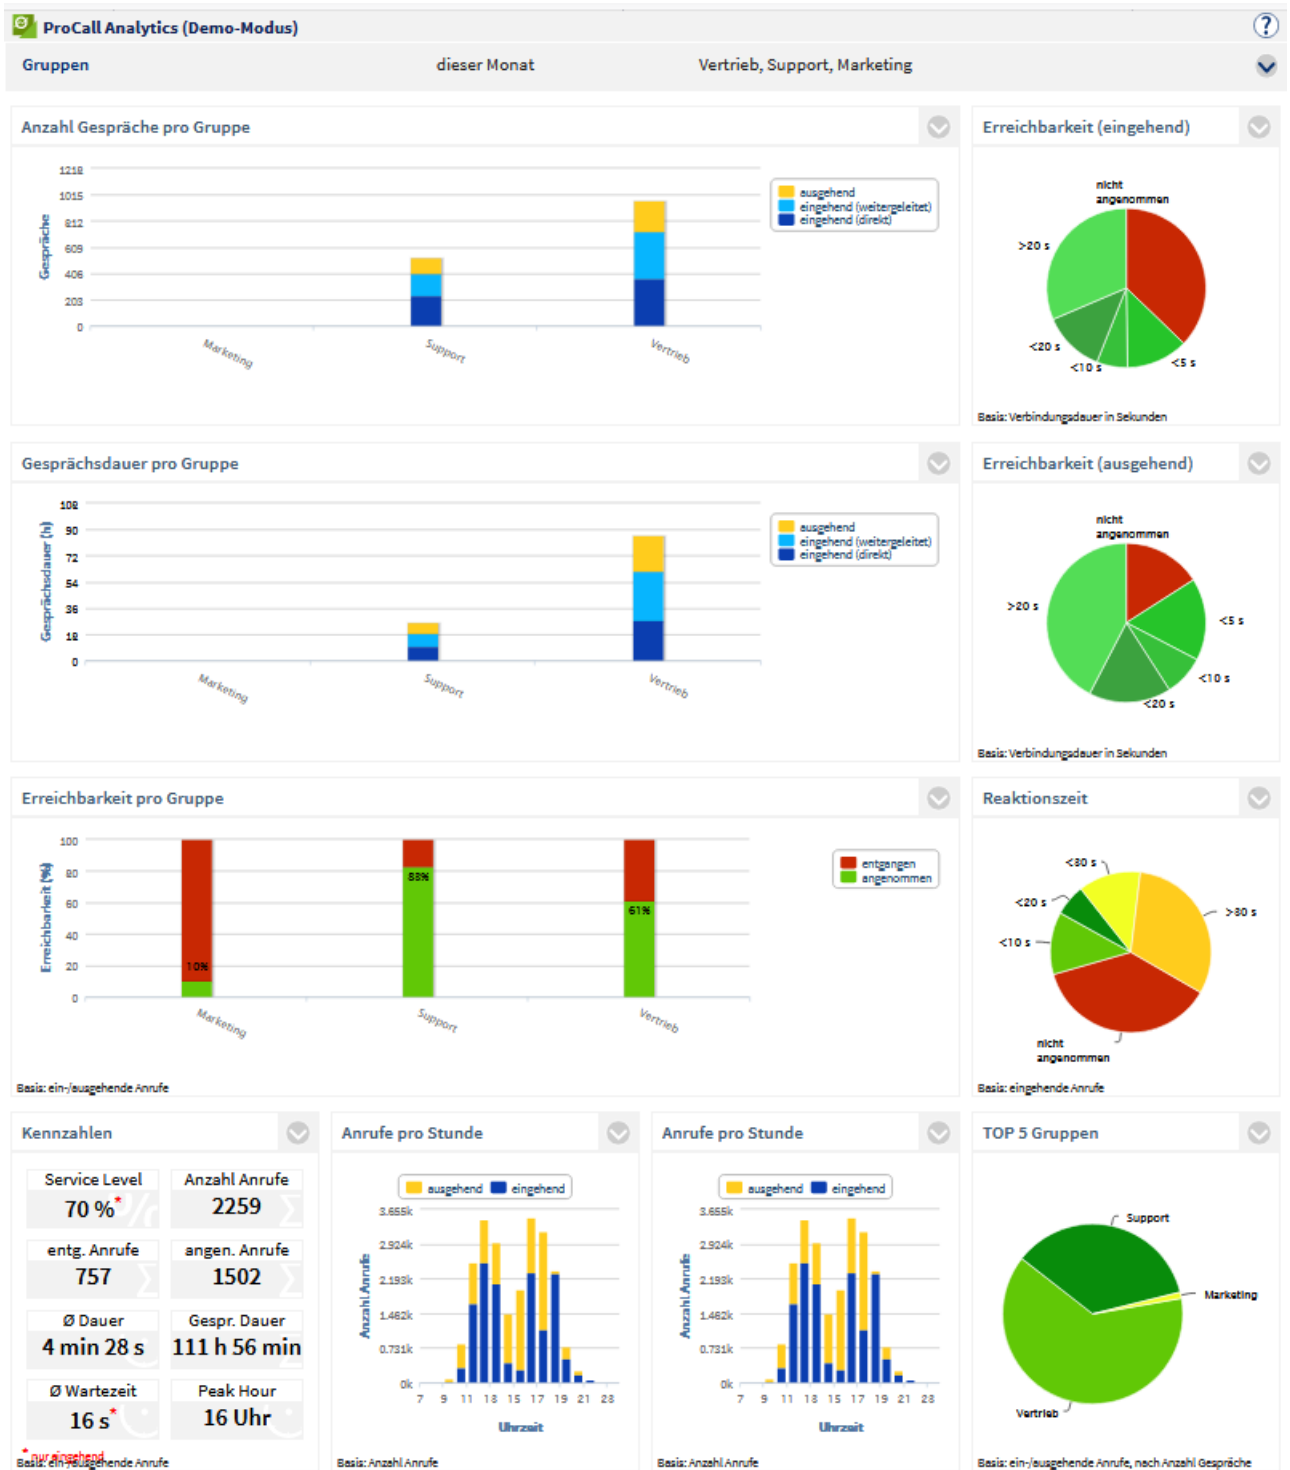 ProCall Analytics (Demo-Modus)
?
Gruppen dieser Monat Vertrieb, Support, Marketing
Anzahl Gespräche pro Gruppe
Gespräche
1218
1015
812
609
406
203
0
Marketing Support Vertrieb
ausgehend
eingehend (weitergeleitet)
eingehend (direkt)
Erreichbarkeit (eingehend)
nicht
angenommen
>20 s
<20 s
<10 s
<5 s
Basis: Verbindungsdauer in Sekunden
Gesprächsdauer pro Gruppe
Gesprächsdauer (h)
108
90
72
54
36
18
0
Marketing Support Vertrieb
ausgehend
eingehend (weitergeleitet)
eingehend (direkt)
Erreichbarkeit (ausgehend)
nicht
angenommen
>20 s
<5 s
<10 s
<20 s
Basis: Verbindungsdauer in Sekunden
Erreichbarkeit pro Gruppe
Erreichbarkeit (%)
100
80
60
40
20
0
10%
83%
61%
Marketing Support Vertrieb
entgangen
angenommen
Basis: ein-/ausgehende Anrufe
Reaktionszeit
<30 s
<20 s
>30 s
<10 s
nicht
angenommen
Basis: eingehende Anrufe
Kennzahlen
Service Level
70 %*
Anzahl Anrufe
2259
entg. Anrufe
757
angen. Anrufe
1502
Ø Dauer
4 min 28 s
Gespr. Dauer
111 h 56 min
Ø Wartezeit
16 s*
Peak Hour
16 Uhr
* nur eingehend
Basis: ein-/ausgehende Anrufe
Anrufe pro Stunde
ausgehend eingehend
Anzahl Anrufe
3.655k
2.924k
2.193k
1.462k
0.731k
0k
7 9 11 13 15 17 19 21 23
Uhrzeit
Basis: Anzahl Anrufe
Anrufe pro Stunde
ausgehend eingehend
Anzahl Anrufe
3.655k
2.924k
2.193k
1.462k
0.731k
0k
7 9 11 13 15 17 19 21 23
Uhrzeit
Basis: Anzahl Anrufe
TOP 5 Gruppen
Support
Marketing
Vertrieb
Basis: ein-/ausgehende Anrufe, nach Anzahl Gespräche